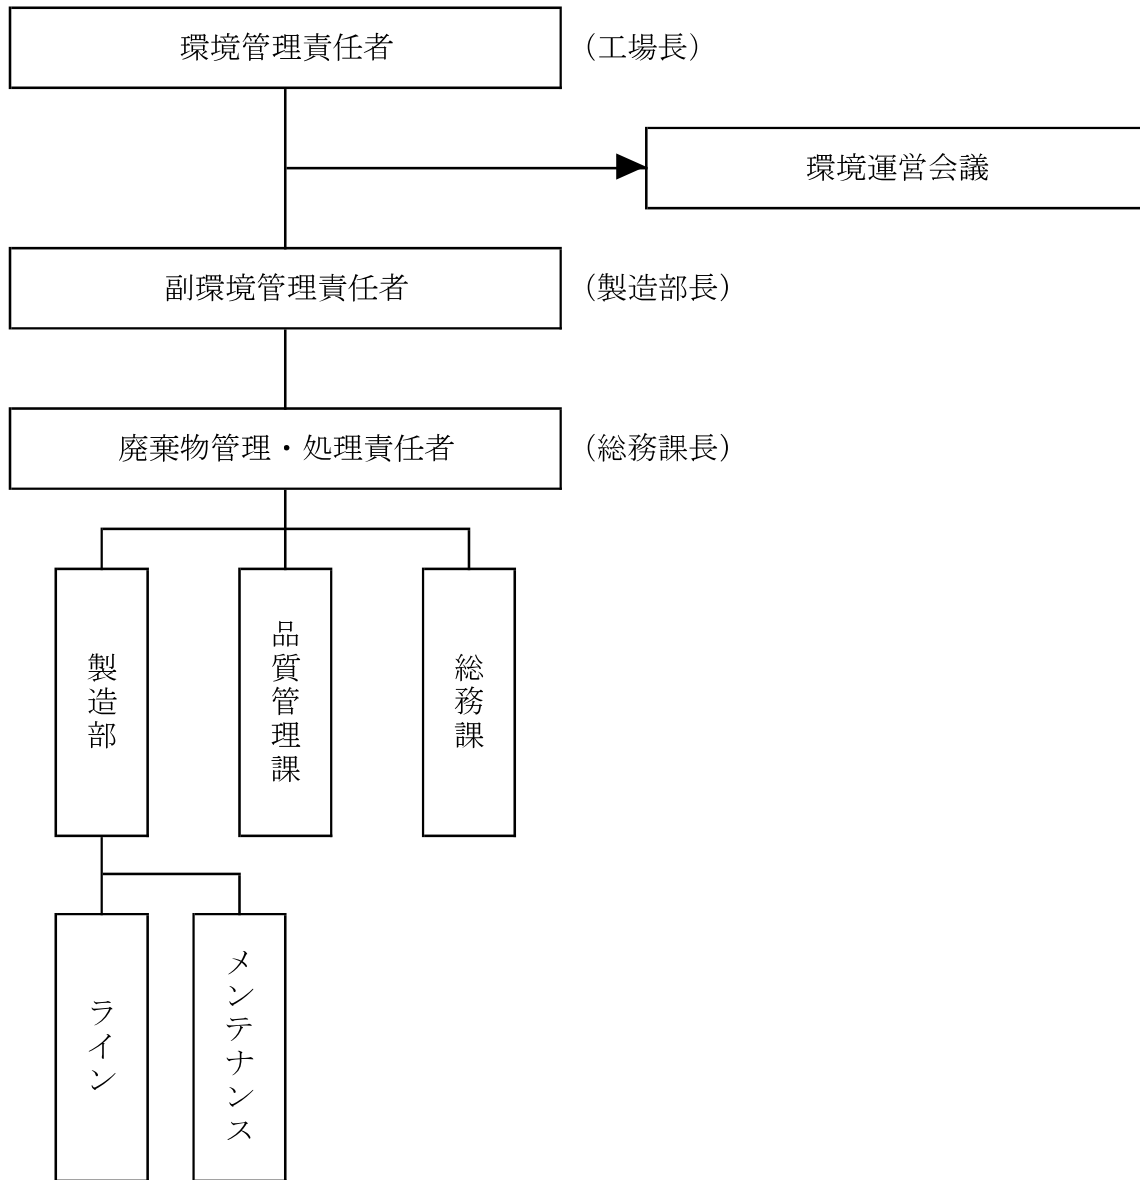 環境管理責任者
（工場長）
環境運営会議
副環境管理責任者
（製造部長）
廃棄物管理・処理責任者
（総務課長）
製造部
品質管理課
総務課
ライン
メンテナンス